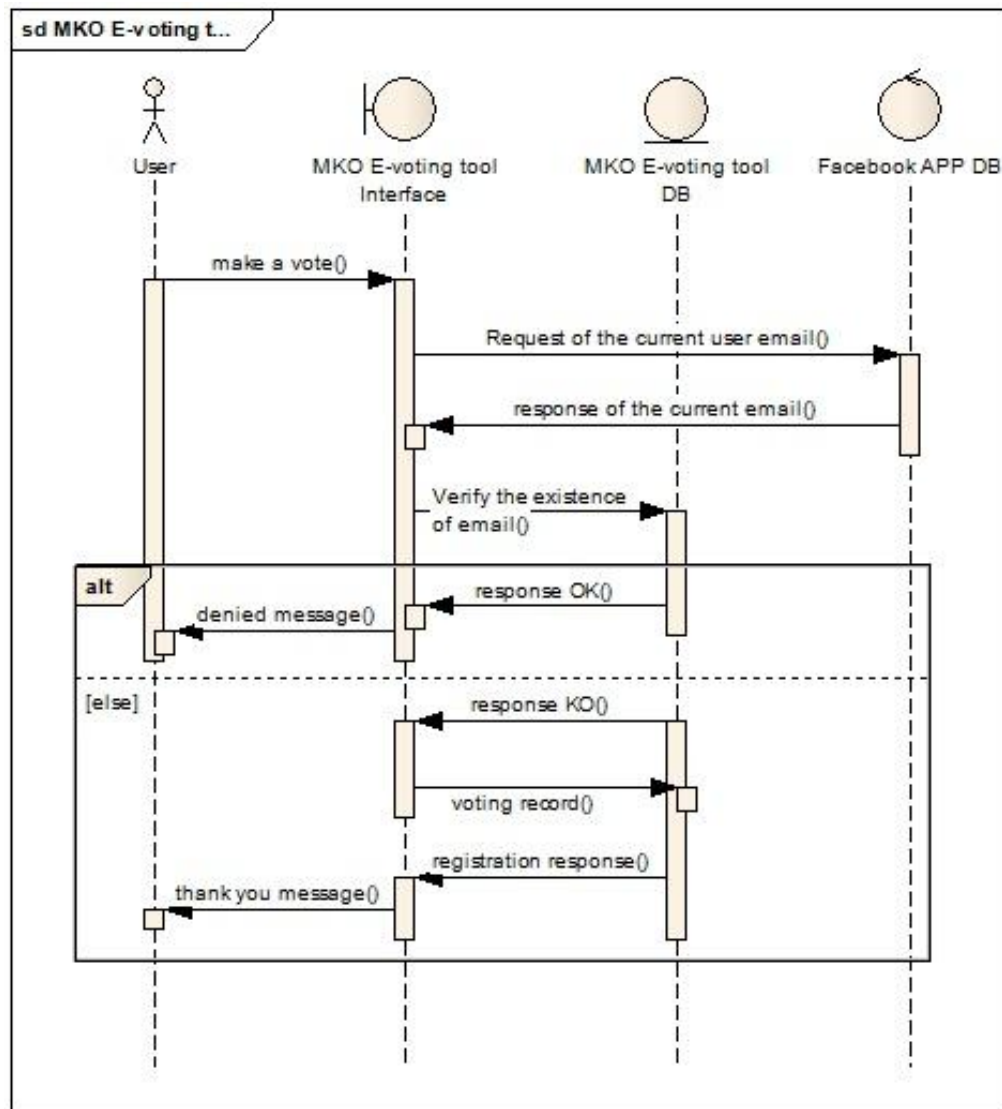 sd MKO E-voting t...
User
MKO E-voting tool
Interface
MKO E-voting tool
DB
Facebook APP DB
make a vote()
Request of the current user email()
response of the current email()
Verify the existence
of email()
alt
response OK()
denied message()
[else]
response KO()
voting record()
registration response()
thank you message()